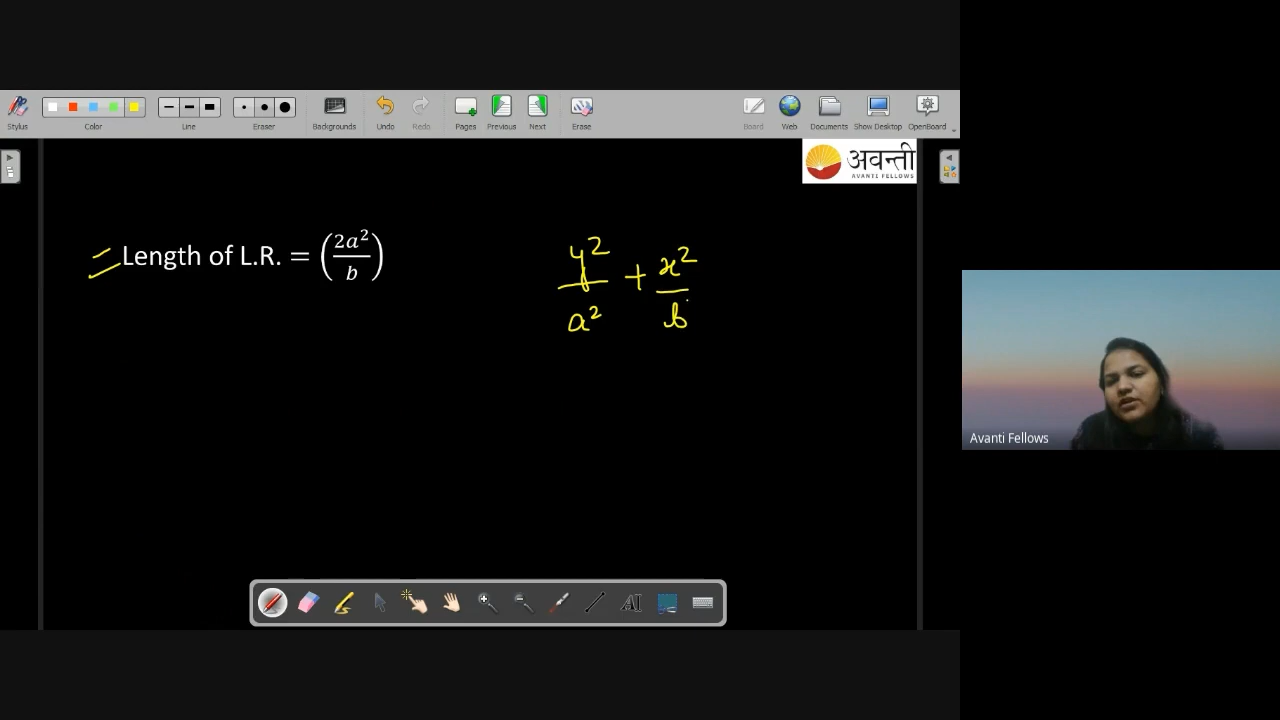 Stylus
Color
Line
Eraser
Backgrounds
Undo
Redo
Pages
Previous
Next
Erase
Board
Web
Documents
Show Desktop
OpenBoard
अवन्ती
AVANTI FELLOWS
Length of L.R. = (2a²/b)
y²/a² + x²/b
AI
Avanti Fellows